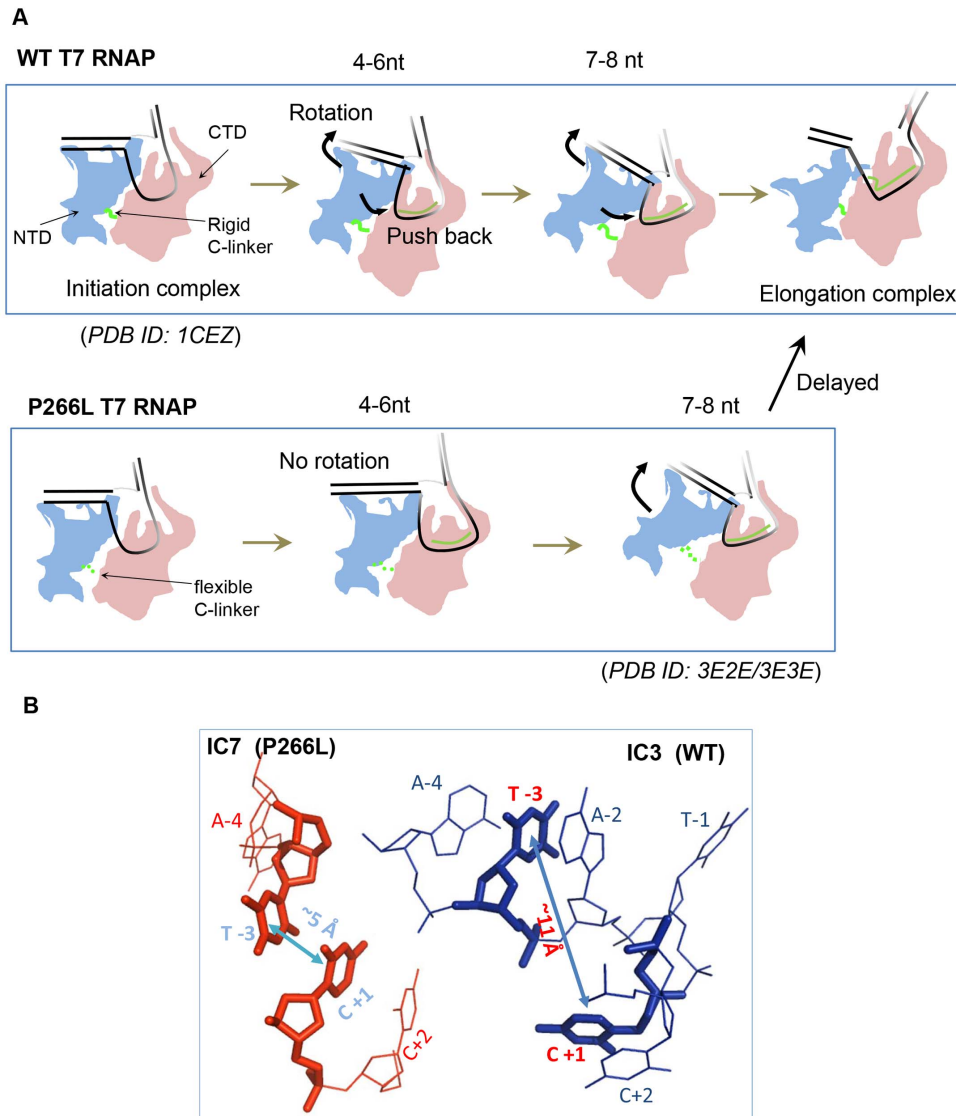 A
WT T7 RNAP
4-6nt
7-8 nt
Rotation
CTD
NTD
Rigid
C-linker
Push back
Initiation complex
Elongation complex
(PDB ID: 1CEZ)
Delayed
P266L T7 RNAP
4-6nt
7-8 nt
No rotation
flexible
C-linker
(PDB ID: 3E2E/3E3E)
B
IC7 (P266L)
IC3 (WT)
A-4
T -3
~5 Å
C +1
C+2
A-4
T -3
A-2
T-1
~11Å
C +1
C+2